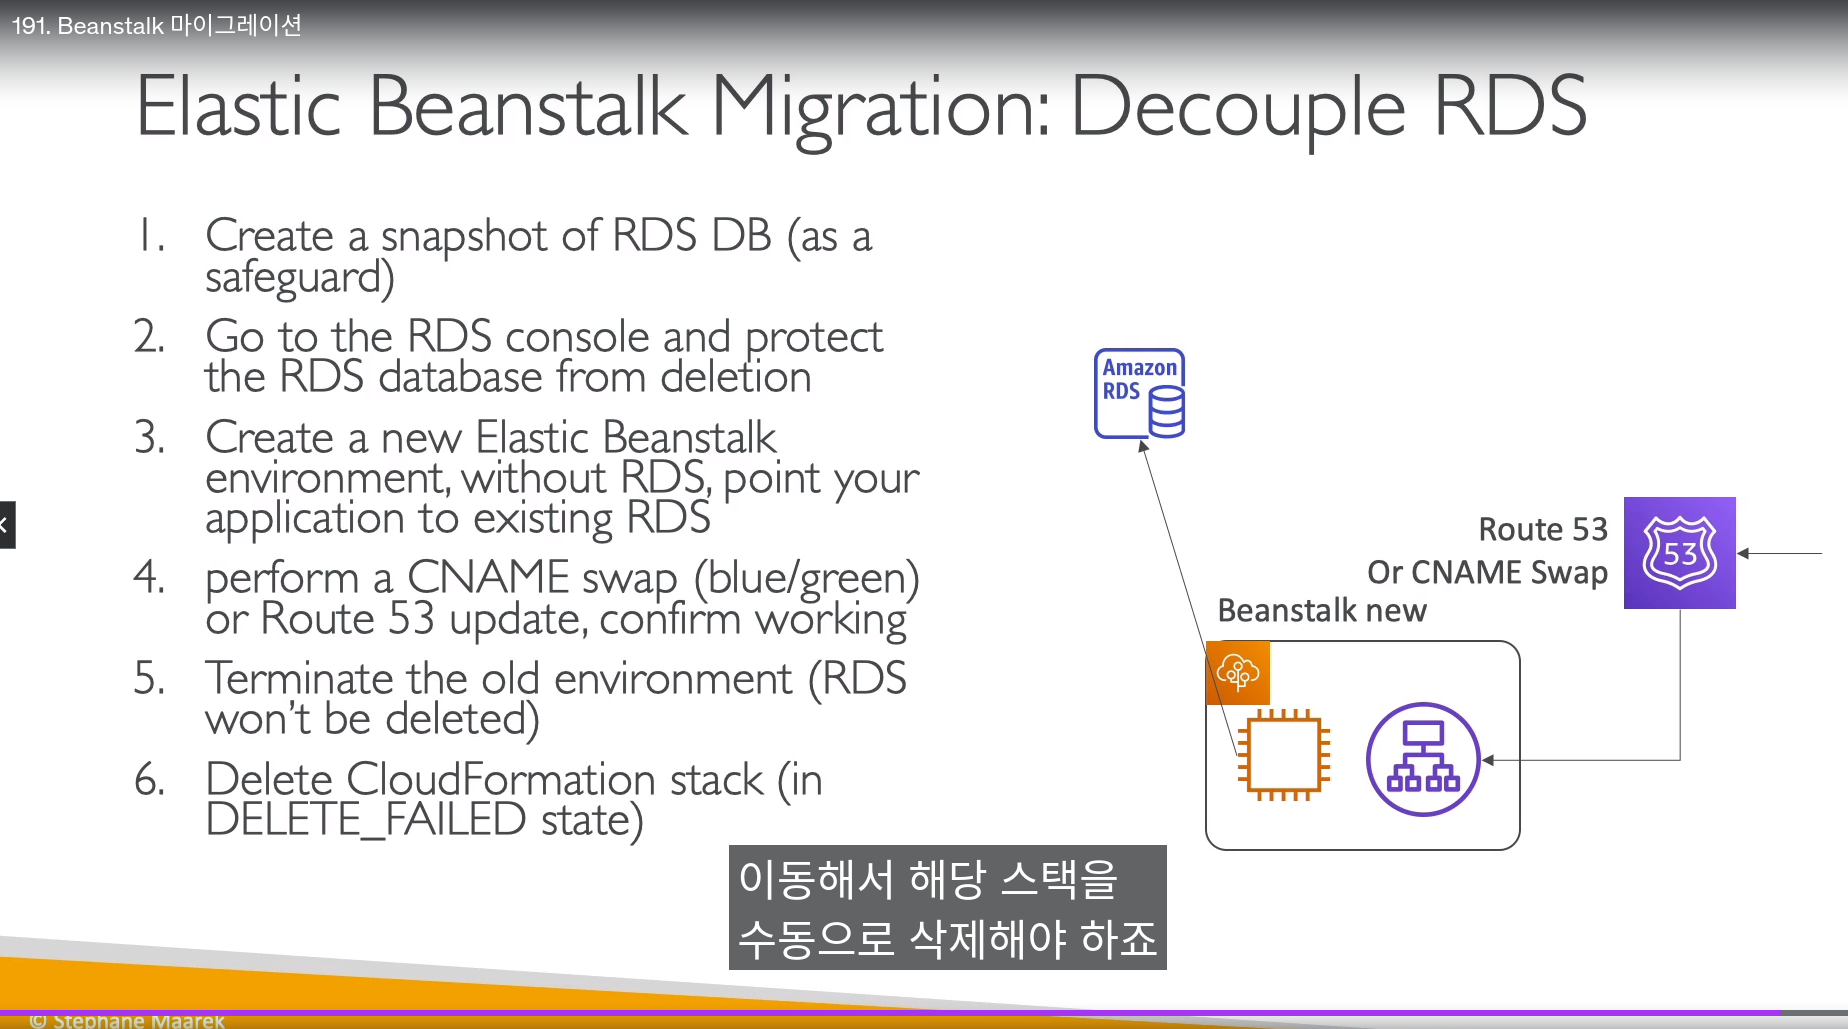 191. Beanstalk 마이그레이션
Elastic Beanstalk Migration: Decouple RDS
1. Create a snapshot of RDS DB (as a
safeguard)
2. Go to the RDS console and protect
the RDS database from deletion
3. Create a new Elastic Beanstalk
environment, without RDS, point your
application to existing RDS
4. perform a CNAME swap (blue/green)
or Route 53 update, confirm working
5. Terminate the old environment (RDS
won't be deleted)
6. Delete CloudFormation stack (in
DELETE_FAILED state)
Amazon
RDS
Route 53
Or CNAME Swap
53
Beanstalk new
이동해서 해당 스택을
수동으로 삭제해야 하죠
© Stephane Maarek